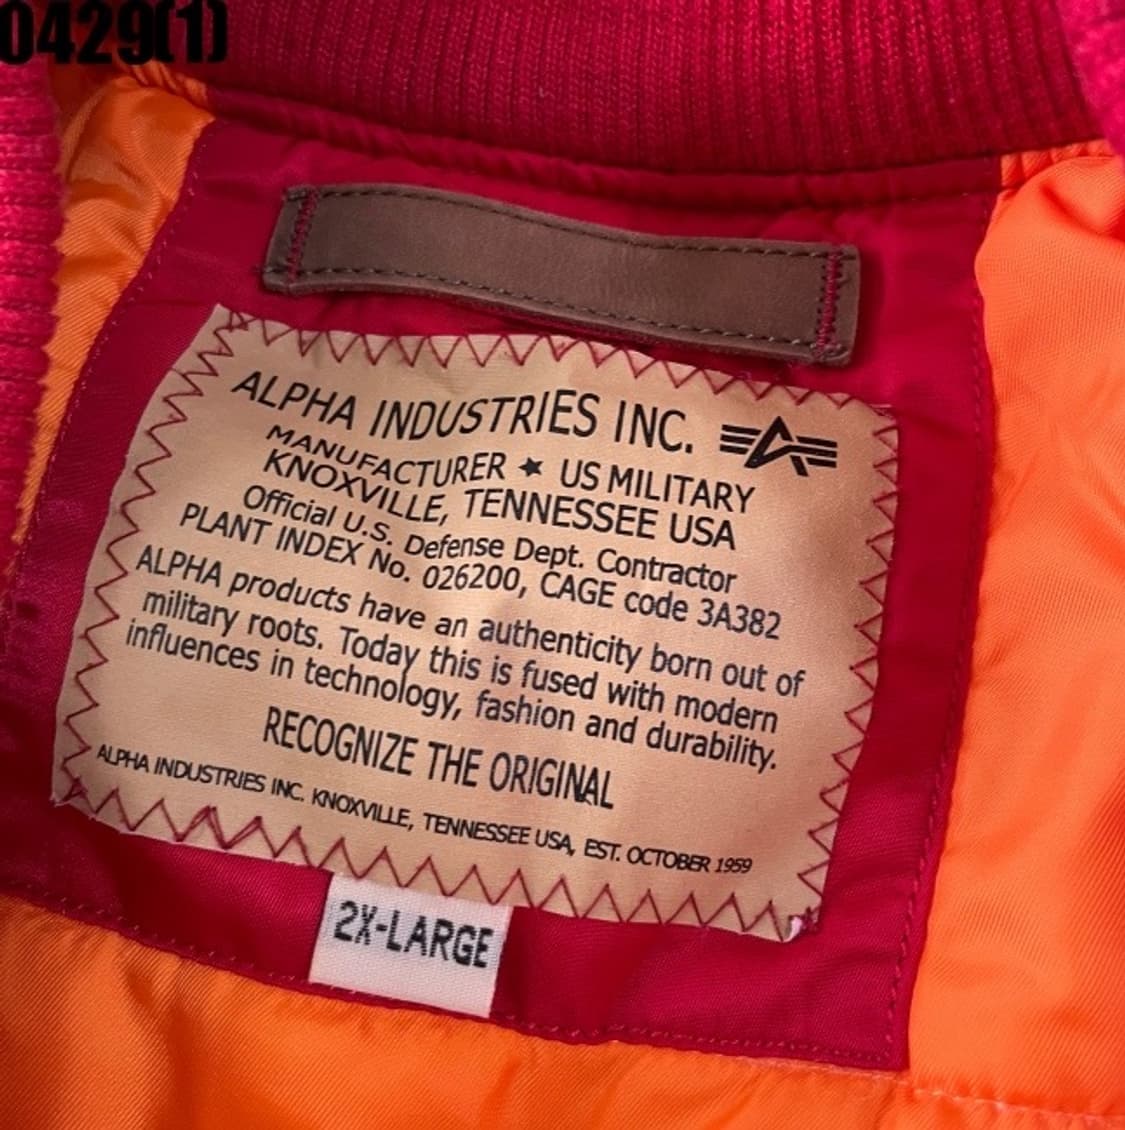 0429(1)
ALPHA INDUSTRIES INC.
MANUFACTURER ★ US MILITARY
KNOXVILLE, TENNESSEE USA
Official U.S. Defense Dept. Contractor
PLANT INDEX No. 026200, CAGE code 3A382
ALPHA products have an authenticity born out of
military roots. Today this is fused with modern
influences in technology, fashion and durability.
RECOGNIZE THE ORIGINAL
ALPHA INDUSTRIES INC. KNOXVILLE, TENNESSEE USA, EST. OCTOBER 1959
2X-LARGE